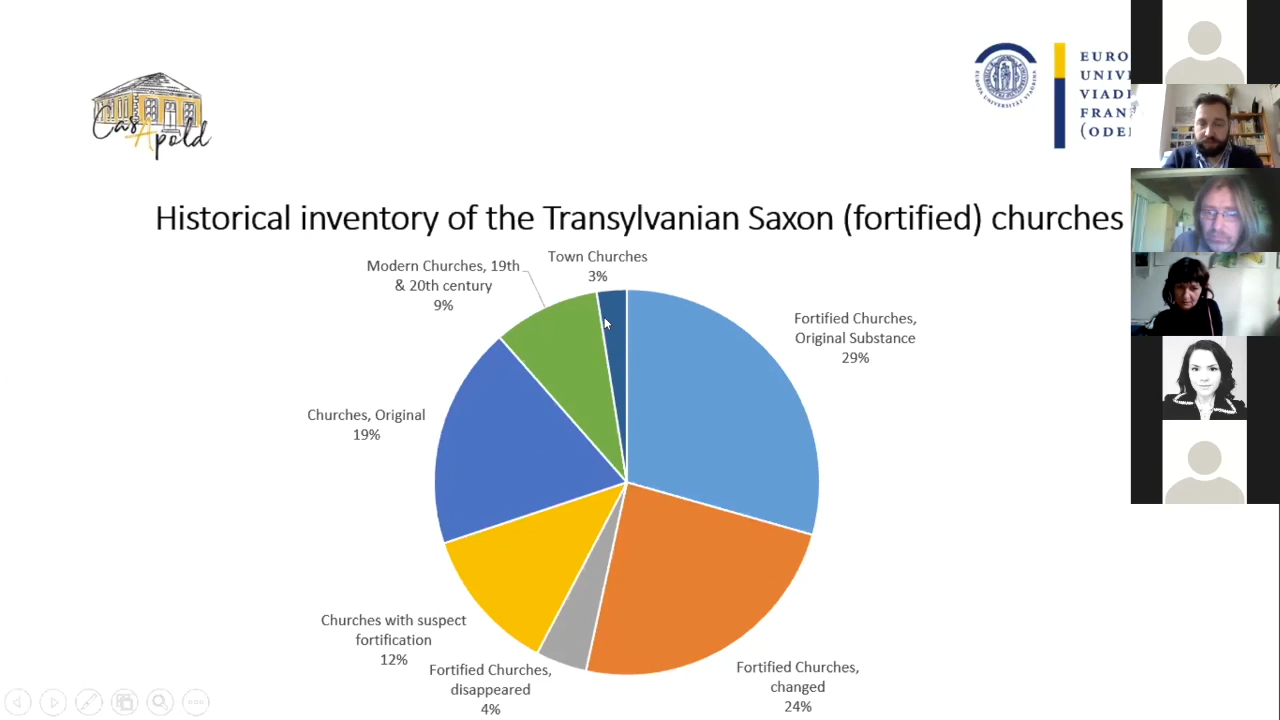 CasApold
EURO
UNIV
VIAD
FRAN
(ODE
Historical inventory of the Transylvanian Saxon (fortified) churches
Town Churches
3%
Modern Churches, 19th
& 20th century
9%
Fortified Churches,
Original Substance
29%
Churches, Original
19%
Churches with suspect
fortification
12%
Fortified Churches,
disappeared
4%
Fortified Churches,
changed
24%